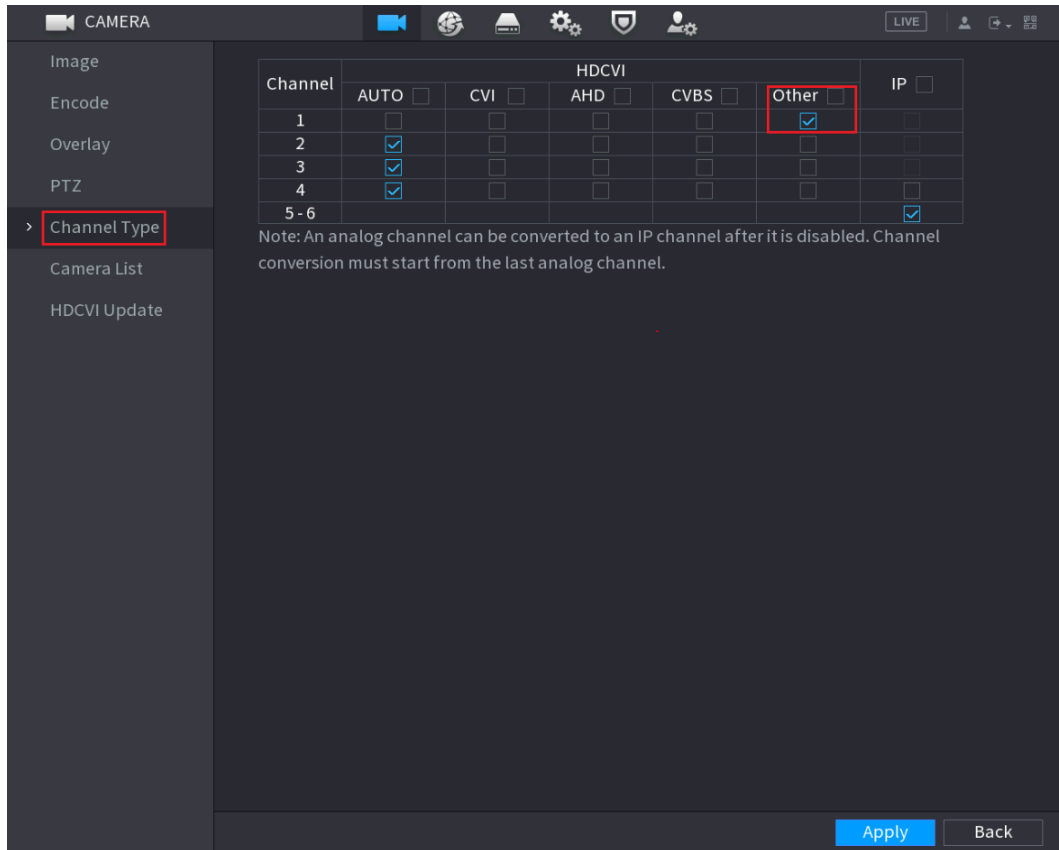 CAMERA
LIVE
Image
Encode
Overlay
PTZ
Channel Type
Camera List
HDCVI Update
Channel HDCVI IP
AUTO CVI AHD CVBS Other
1
2
3
4
5 - 6
Note: An analog channel can be converted to an IP channel after it is disabled. Channel
conversion must start from the last analog channel.
Apply Back